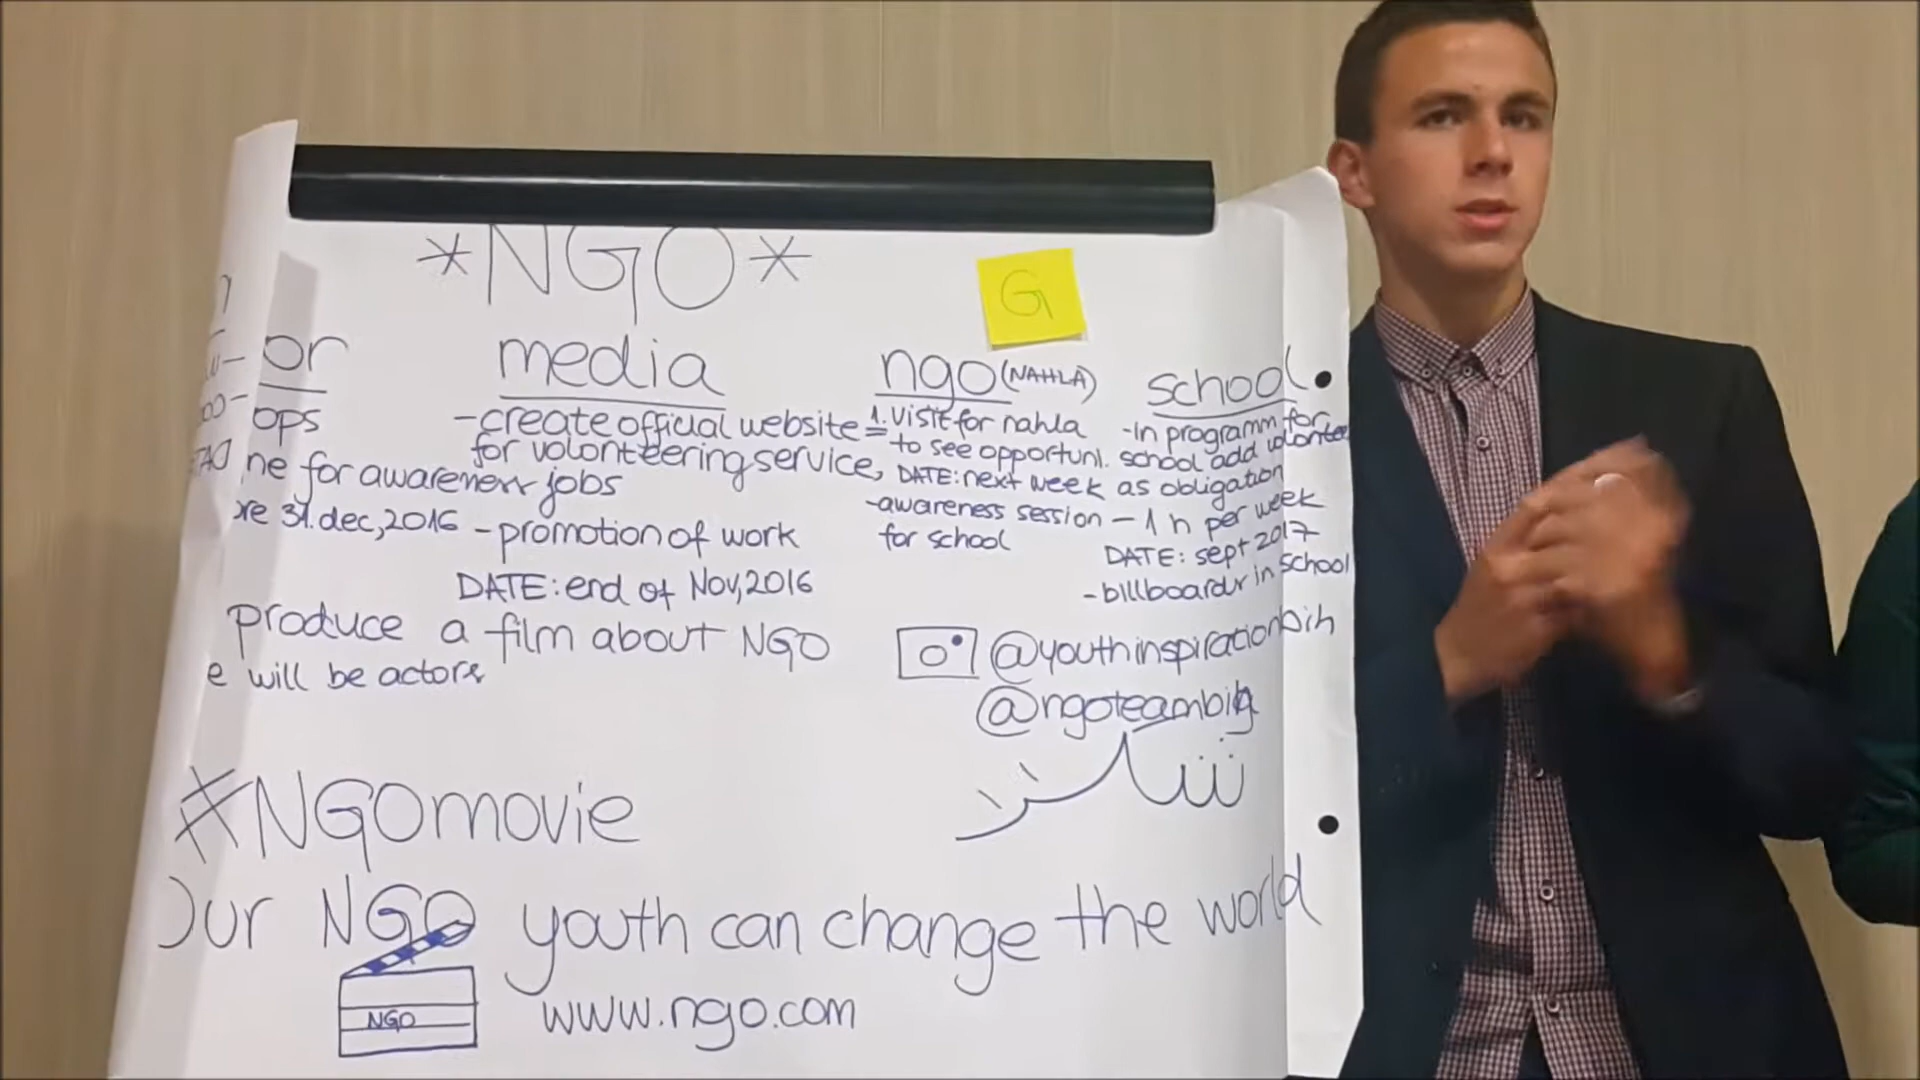 *NGO*
G
or
media
ngo (NAHLA)
school
ops
ne for awareness jobs
31. dec, 2016
- create official website
for volonteering service,
- promotion of work
DATE: end of Nov, 2016
1. Visit for nahla
to see opportuni.
DATE: next week
- awareness session
for school
- in programm for
school add volontee
as obligation
- 1 h per week
DATE: sept 2017
- billboards in school
produce a film about NGO
e will be actors
@youthinspirationbih
@ngoteambih
#NGOmovie
Our NGO youth can change the world
NGO
www.ngo.com